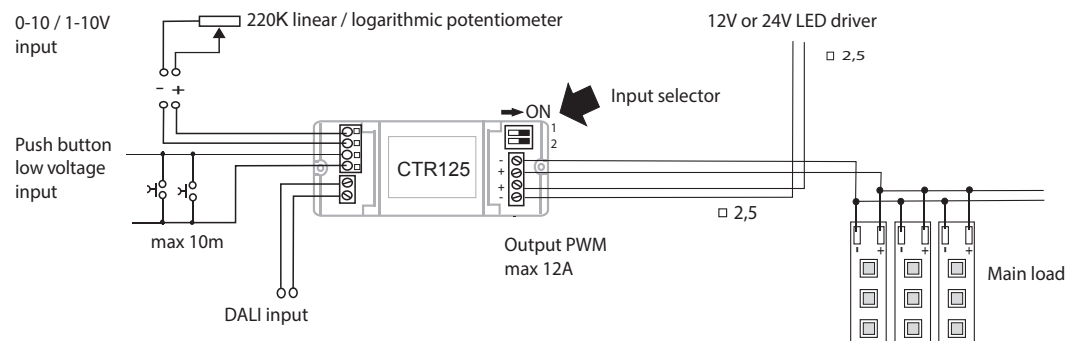 0-10 / 1-10V
input
220K linear / logarithmic potentiometer
12V or 24V LED driver
□ 2,5
- +
ON
Input selector
1
2
Push button
low voltage
input
CTR125
-
+
+
-
□ 2,5
-
max 10m
Output PWM
max 12A
- + - + - +
Main load
DALI input